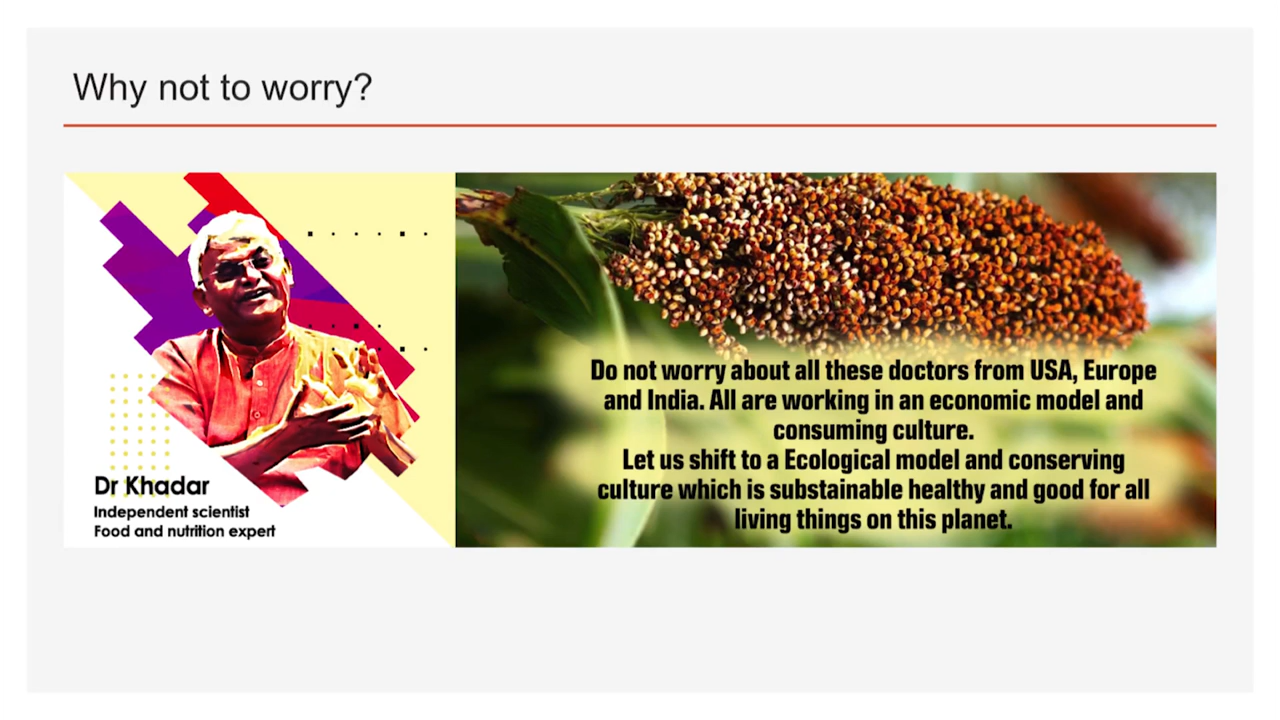 Why not to worry?
Dr Khadar
Independent scientist
Food and nutrition expert
Do not worry about all these doctors from USA, Europe
and India. All are working in an economic model and
consuming culture.
Let us shift to a Ecological model and conserving
culture which is substainable healthy and good for all
living things on this planet.